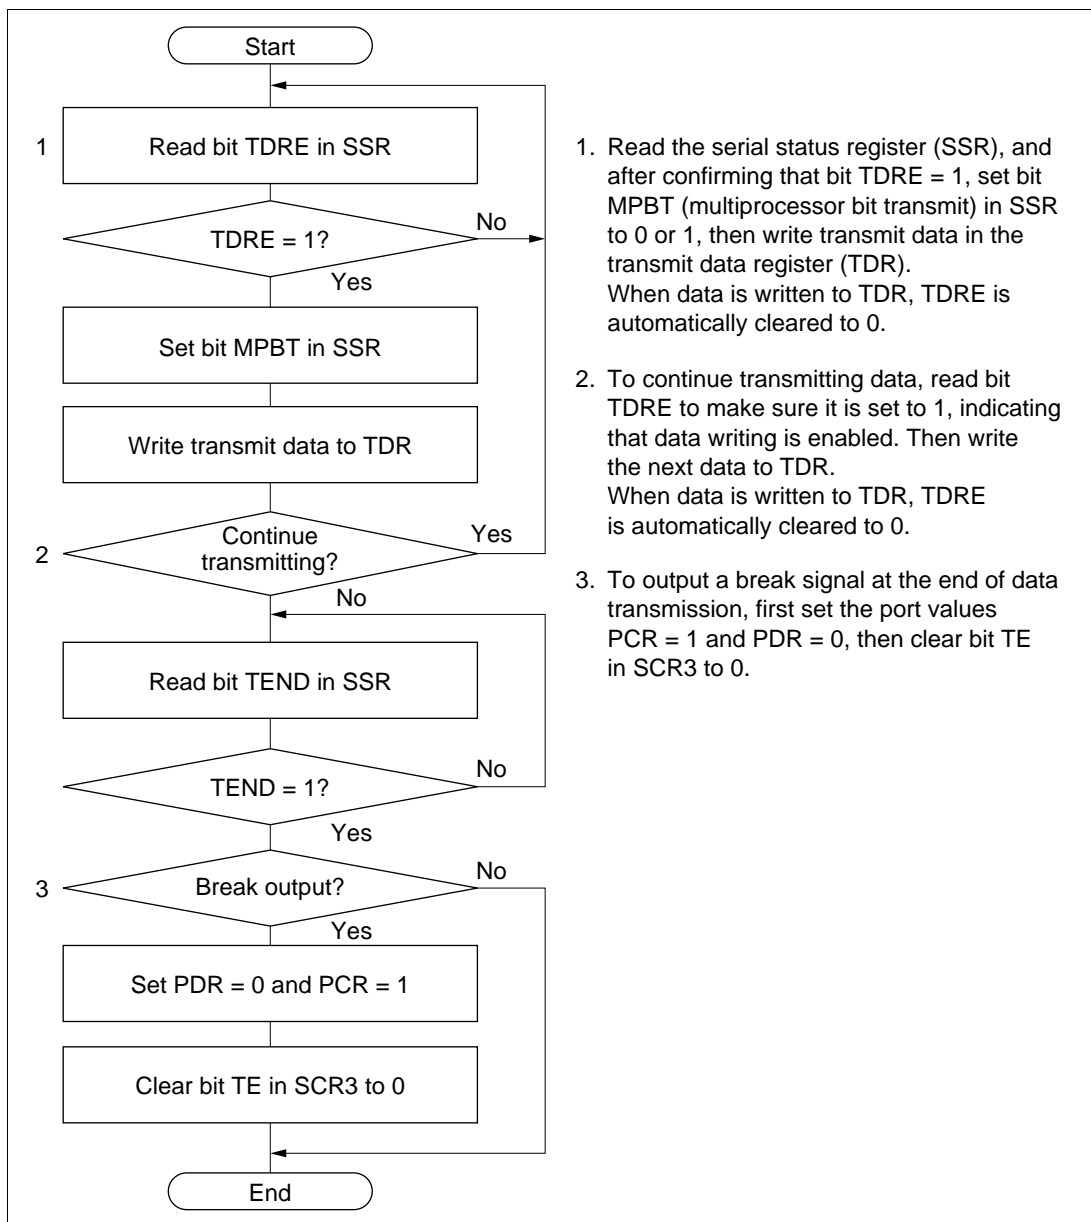 Start
1
Read bit TDRE in SSR
TDRE = 1?
No
Yes
Set bit MPBT in SSR
Write transmit data to TDR
2
Continue
transmitting?
Yes
No
Read bit TEND in SSR
TEND = 1?
No
Yes
3
Break output?
No
Yes
Set PDR = 0 and PCR = 1
Clear bit TE in SCR3 to 0
End
1. Read the serial status register (SSR), and
after confirming that bit TDRE = 1, set bit
MPBT (multiprocessor bit transmit) in SSR
to 0 or 1, then write transmit data in the
transmit data register (TDR).
When data is written to TDR, TDRE is
automatically cleared to 0.
2. To continue transmitting data, read bit
TDRE to make sure it is set to 1, indicating
that data writing is enabled. Then write
the next data to TDR.
When data is written to TDR, TDRE
is automatically cleared to 0.
3. To output a break signal at the end of data
transmission, first set the port values
PCR = 1 and PDR = 0, then clear bit TE
in SCR3 to 0.